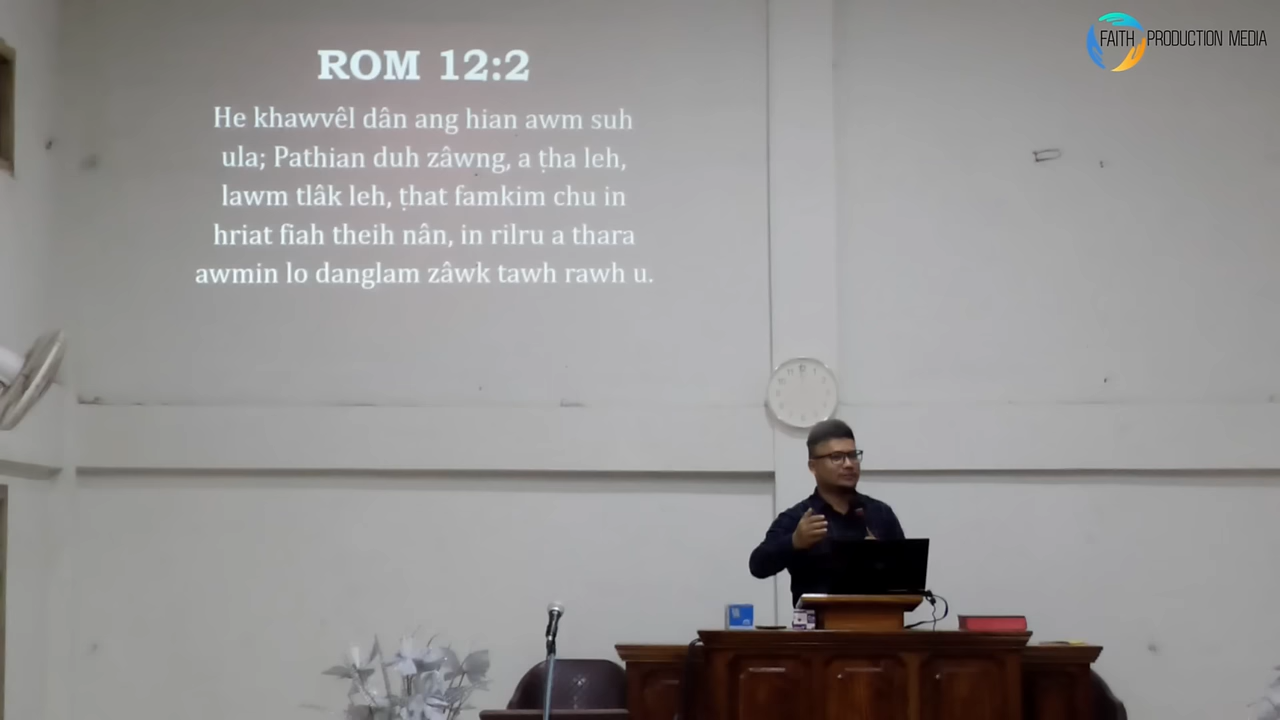 FAITH PRODUCTION MEDIA
ROM 12:2
He khawvêl dân ang hian awm suh
ula; Pathian duh zâwng, a ṭha leh,
lawm tlâk leh, ṭhat famkim chu in
hriat fiah theih nân, in rilru a thara
awmin lo danglam zâwk tawh rawh u.